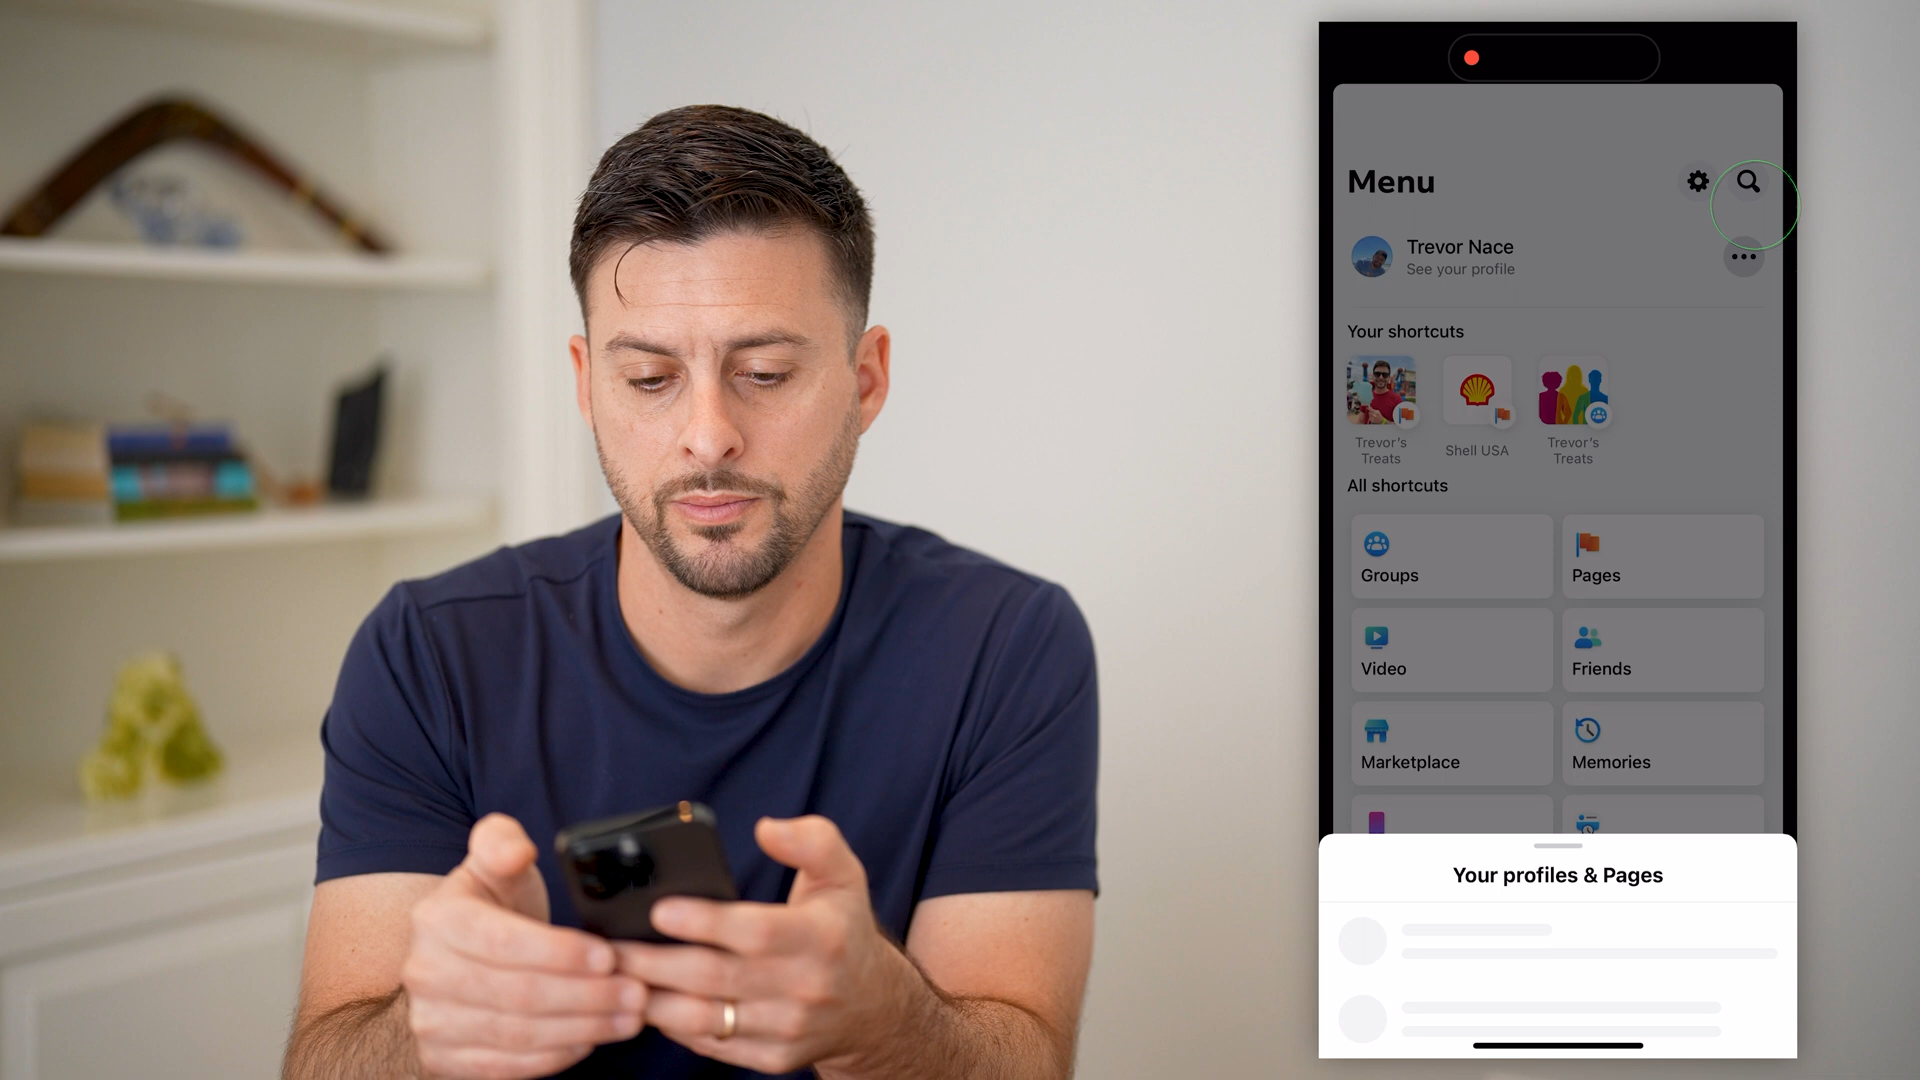 Menu
Trevor Nace
See your profile
Your shortcuts
Trevor's
Treats
Shell USA
Trevor's
Treats
All shortcuts
Groups
Pages
Video
Friends
Marketplace
Memories
Your profiles & Pages